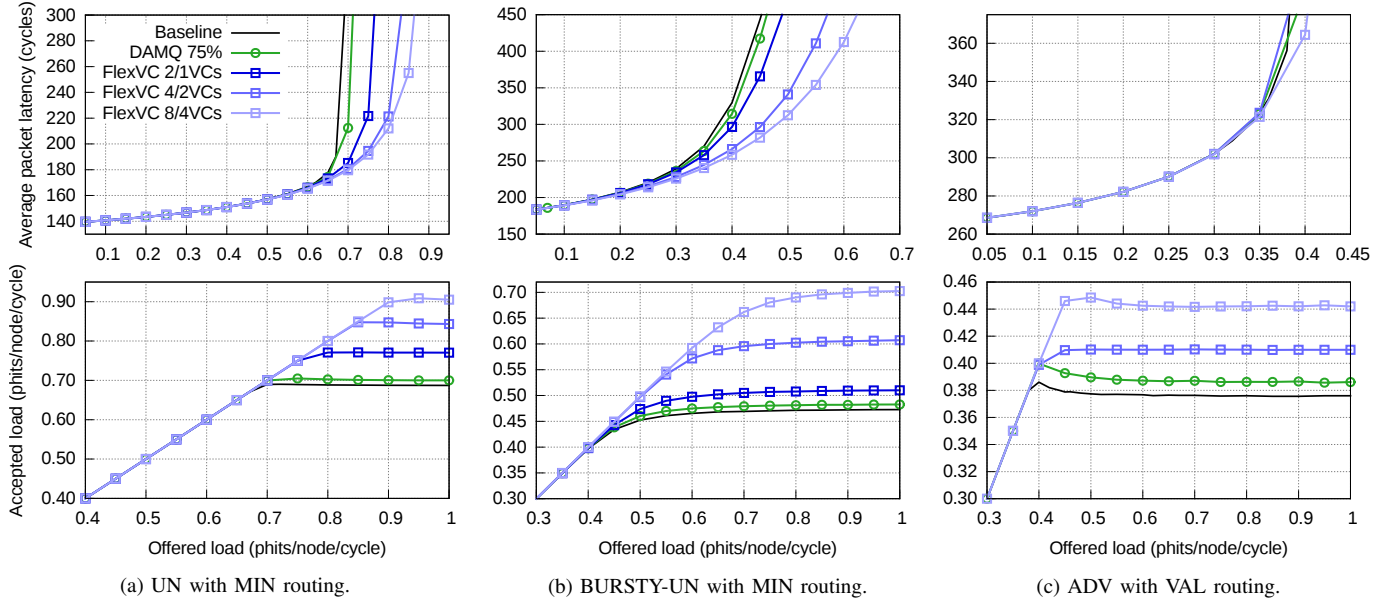 Average packet latency (cycles)
300
280
260
240
220
200
180
160
140
Baseline
DAMQ 75%
FlexVC 2/1VCs
FlexVC 4/2VCs
FlexVC 8/4VCs
0.1 0.2 0.3 0.4 0.5 0.6 0.7 0.8 0.9
450
400
350
300
250
200
150
0.1 0.2 0.3 0.4 0.5 0.6 0.7
360
340
320
300
280
260
0.05 0.1 0.15 0.2 0.25 0.3 0.35 0.4 0.45
Accepted load (phits/node/cycle)
0.90
0.80
0.70
0.60
0.50
0.40
0.4 0.5 0.6 0.7 0.8 0.9 1
Offered load (phits/node/cycle)
0.70
0.65
0.60
0.55
0.50
0.45
0.40
0.35
0.30
0.3 0.4 0.5 0.6 0.7 0.8 0.9 1
Offered load (phits/node/cycle)
0.46
0.44
0.42
0.40
0.38
0.36
0.34
0.32
0.30
0.3 0.4 0.5 0.6 0.7 0.8 0.9 1
Offered load (phits/node/cycle)
(a) UN with MIN routing.
(b) BURSTY-UN with MIN routing.
(c) ADV with VAL routing.